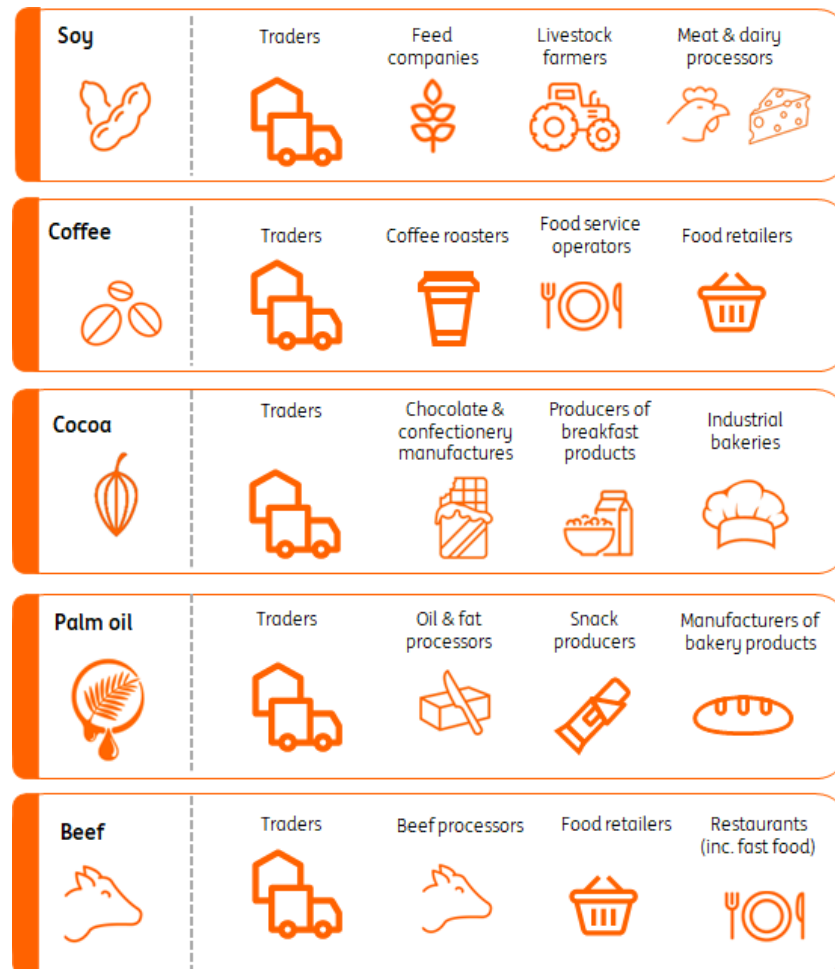 Soy
Traders
Feed
companies
Livestock
farmers
Meat & dairy
processors
Coffee
Traders
Coffee roasters
Food service
operators
Food retailers
Cocoa
Traders
Chocolate &
confectionery
manufactures
Producers of
breakfast
products
Industrial
bakeries
Palm oil
Traders
Oil & fat
processors
Snack
producers
Manufacturers of
bakery products
Beef
Traders
Beef processors
Food retailers
Restaurants
(inc. fast food)